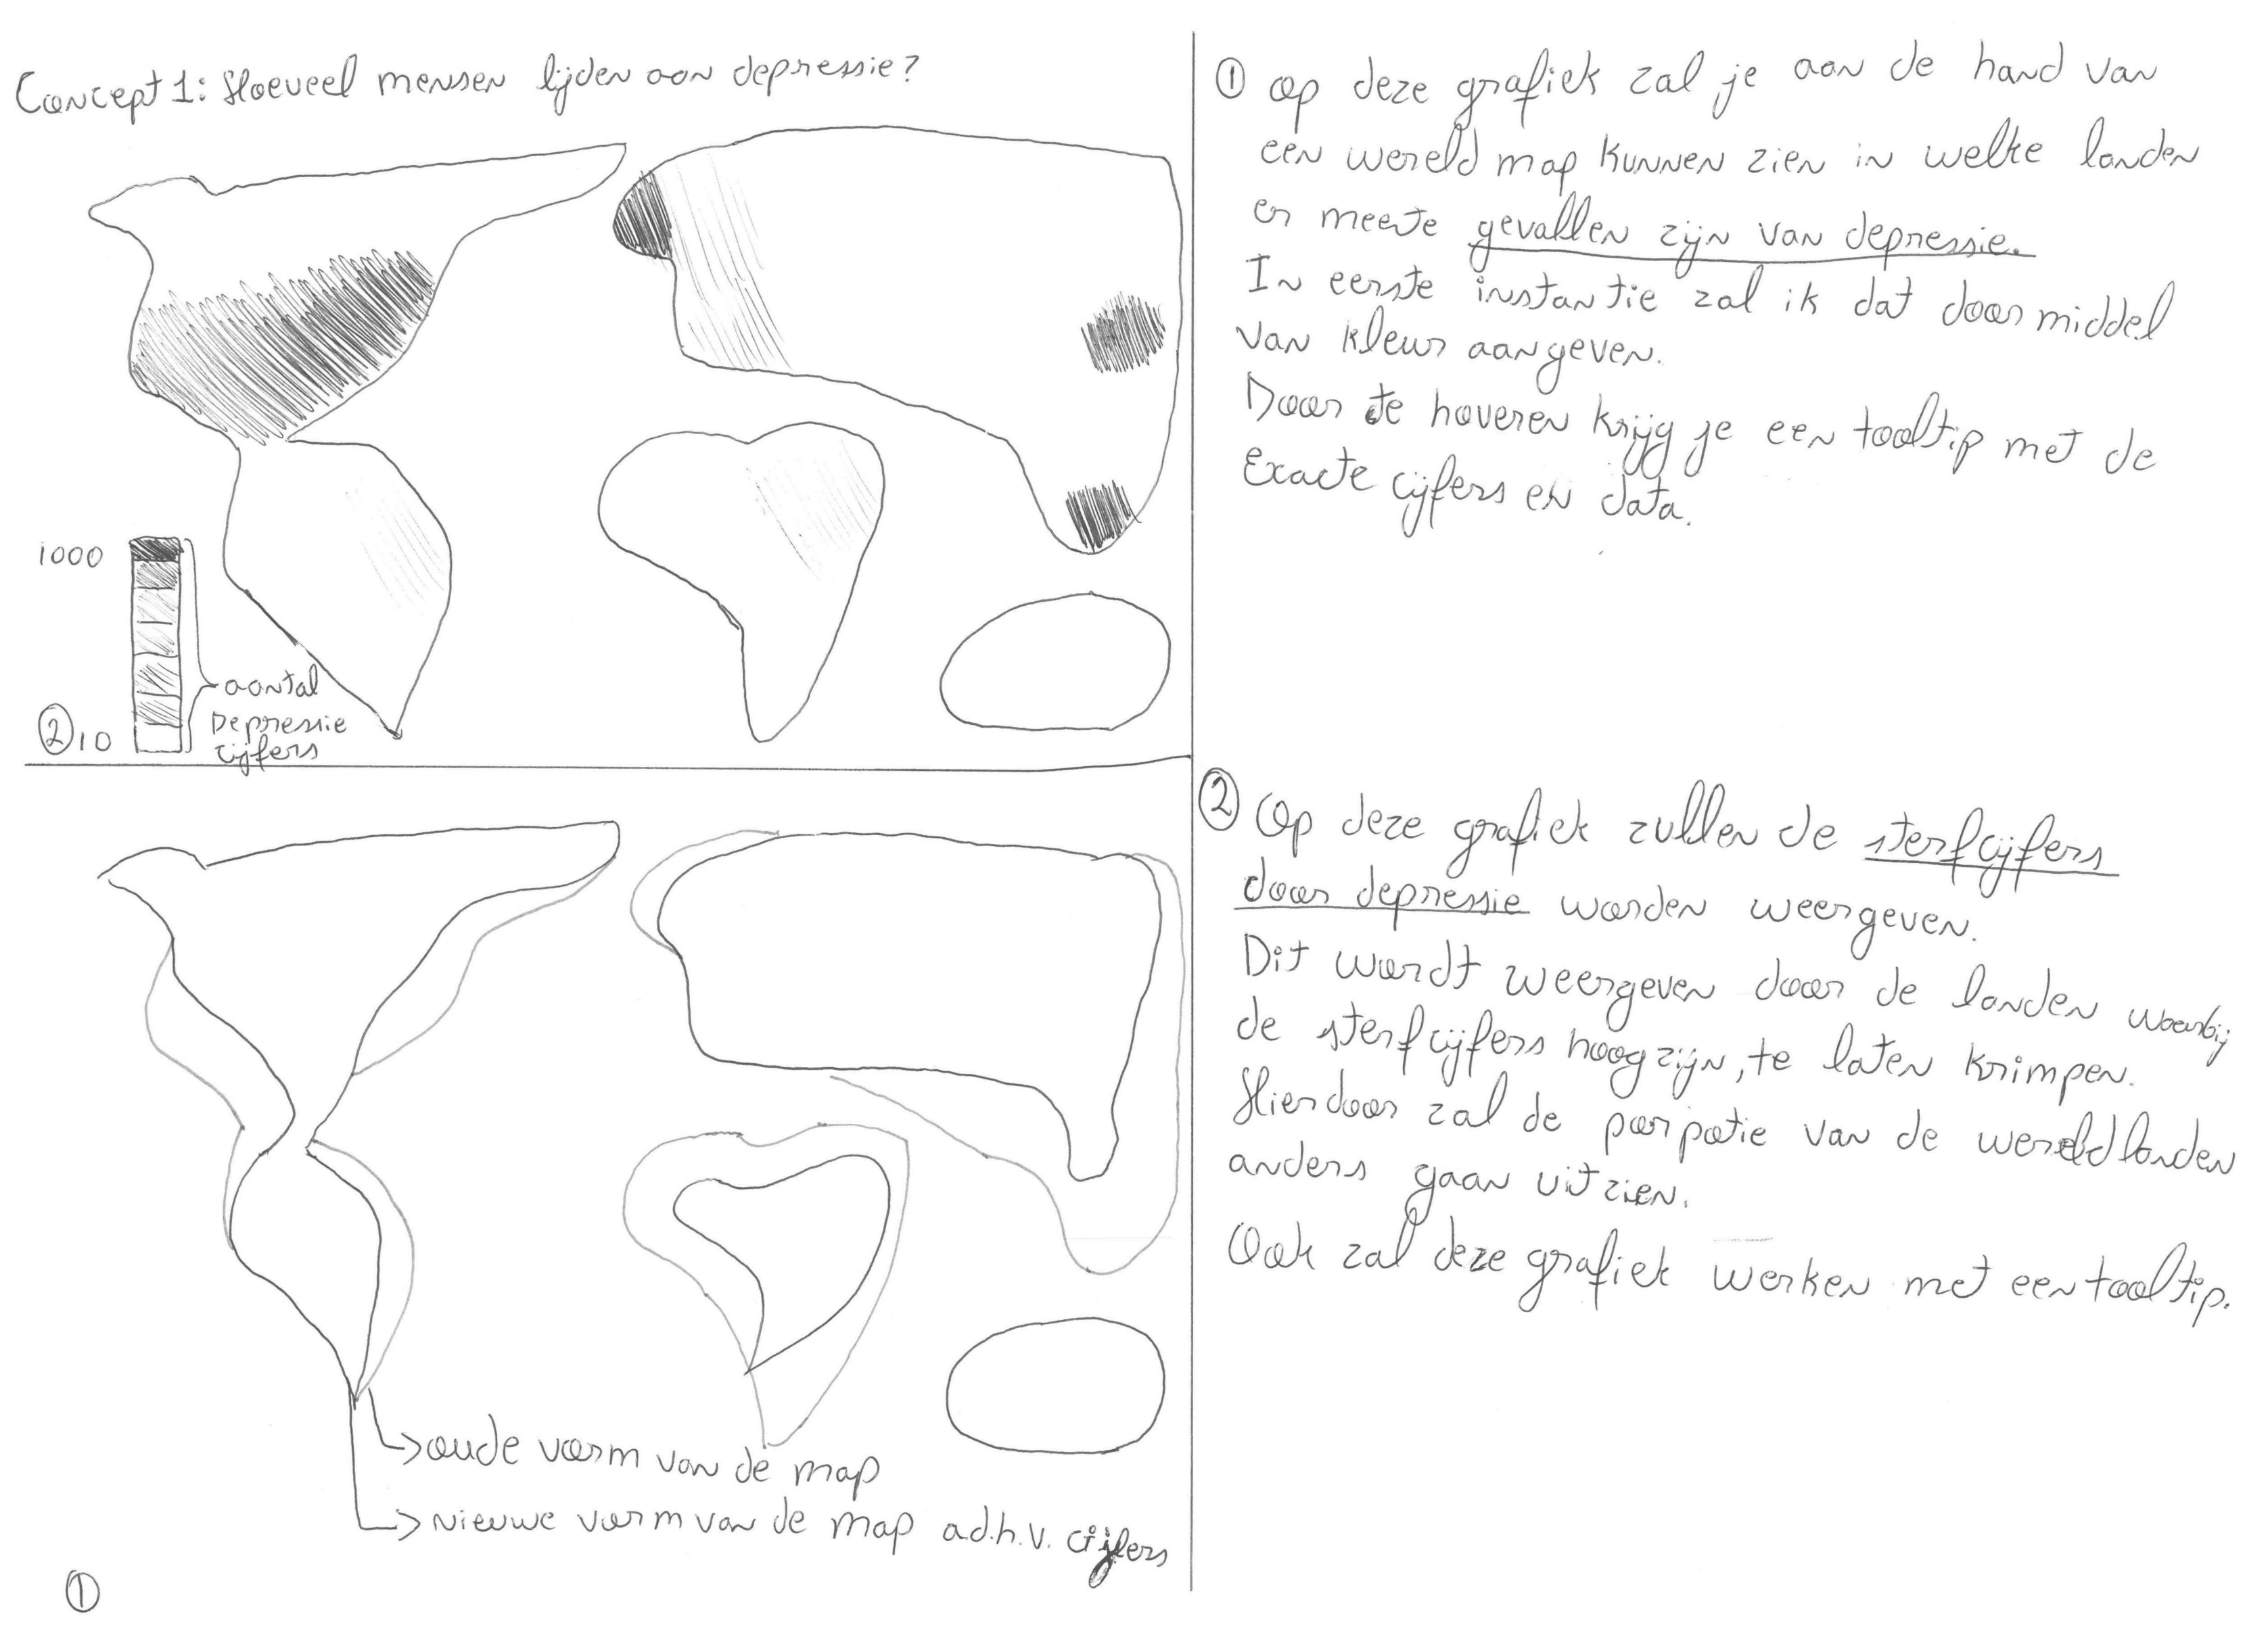 Concept 1: Hoeveel mensen lijden aan depressie?
1000
aantal
Depressie
cijfers
② 10
① op deze grafiek zal je aan de hand van
een wereld map kunnen zien in welke landen
er meeste gevallen zijn van depressie.
In eerste instantie zal ik dat door middel
van kleur aangeven.
Door te hoveren krijg je een tooltip met de
Exacte cijfers en data.
② Op deze grafiek zullen de sterfcijfers
door depressie worden weergeven.
Dit wordt weergeven door de landen waarbij
de sterfcijfers hoog zijn, te laten krimpen.
Hierdoor zal de poripotie van de wereldlanden
anders gaan uitzien.
Ook zal deze grafiek werken met een tooltip.
oude vorm van de map
nieuwe vorm van de map a.d.h.v. cijfers
①